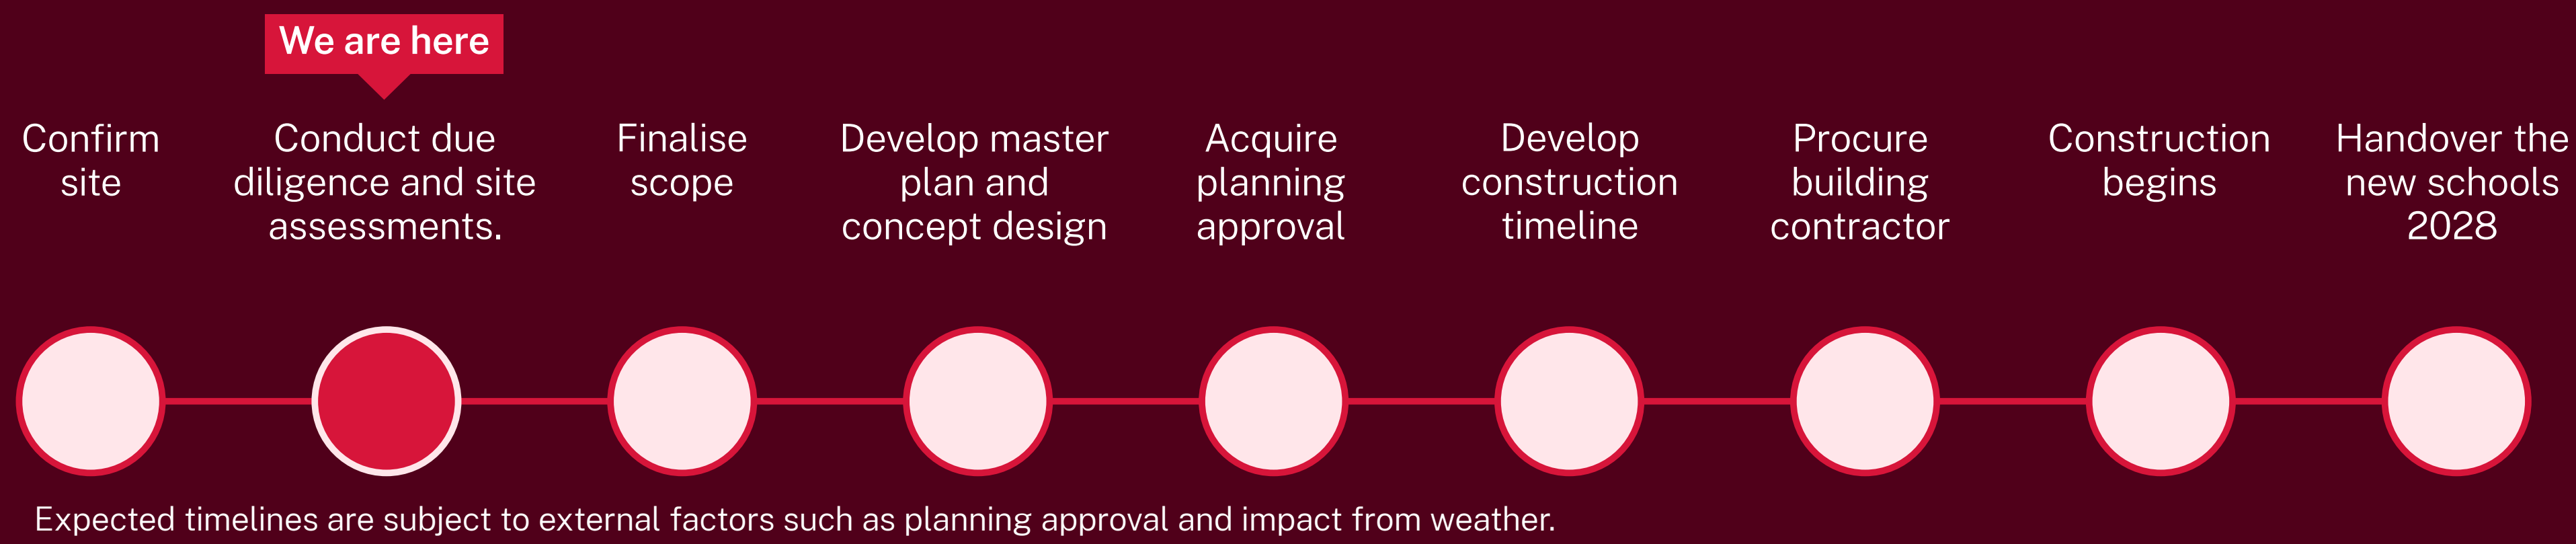 We are here
Confirm
site
Conduct due
diligence and site
assessments.
Finalise
scope
Develop master
plan and
concept design
Acquire
planning
approval
Develop
construction
timeline
Procure
building
contractor
Construction
begins
Handover the
new schools
2028
Expected timelines are subject to external factors such as planning approval and impact from weather.